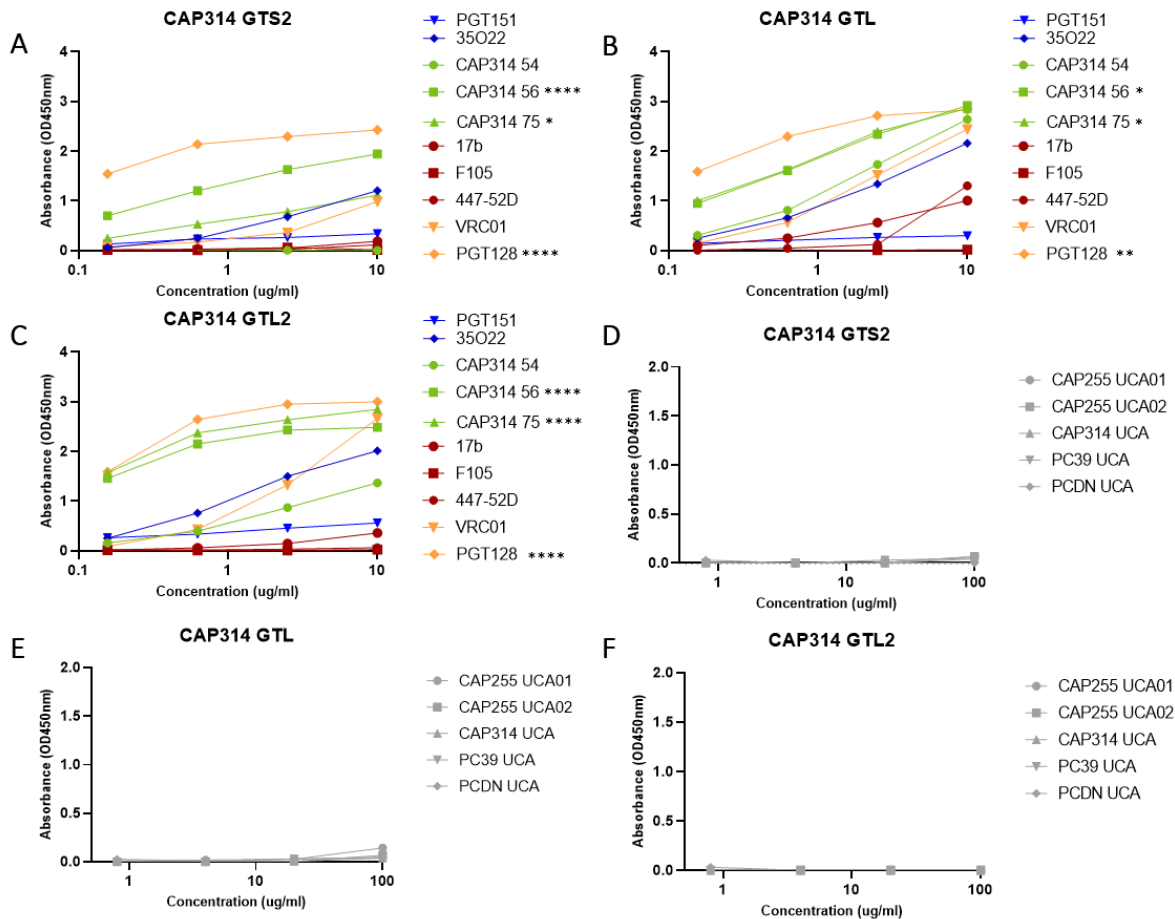 A
CAP314 GTS2
Absorbance (OD450nm)
4
3
2
1
0
0.1
1
10
Concentration (ug/ml)
PGT151
35O22
CAP314 54
CAP314 56 ****
CAP314 75 *
17b
F105
447-52D
VRC01
PGT128 ****
B
CAP314 GTL
Absorbance (OD450nm)
4
3
2
1
0
0.1
1
10
Concentration (ug/ml)
PGT151
35O22
CAP314 54
CAP314 56 *
CAP314 75 *
17b
F105
447-52D
VRC01
PGT128 **
C
CAP314 GTL2
Absorbance (OD450nm)
4
3
2
1
0
0.1
1
10
Concentration (ug/ml)
PGT151
35O22
CAP314 54
CAP314 56 ****
CAP314 75 ****
17b
F105
447-52D
VRC01
PGT128 ****
D
CAP314 GTS2
Absorbance (OD450nm)
2.0
1.5
1.0
0.5
0.0
1
10
100
Concentration (ug/ml)
CAP255 UCA01
CAP255 UCA02
CAP314 UCA
PC39 UCA
PCDN UCA
E
CAP314 GTL
Absorbance (OD450nm)
2.0
1.5
1.0
0.5
0.0
1
10
100
Concentration (ug/ml)
CAP255 UCA01
CAP255 UCA02
CAP314 UCA
PC39 UCA
PCDN UCA
F
CAP314 GTL2
Absorbance (OD450nm)
2.0
1.5
1.0
0.5
0.0
1
10
100
Concentration (ug/ml)
CAP255 UCA01
CAP255 UCA02
CAP314 UCA
PC39 UCA
PCDN UCA